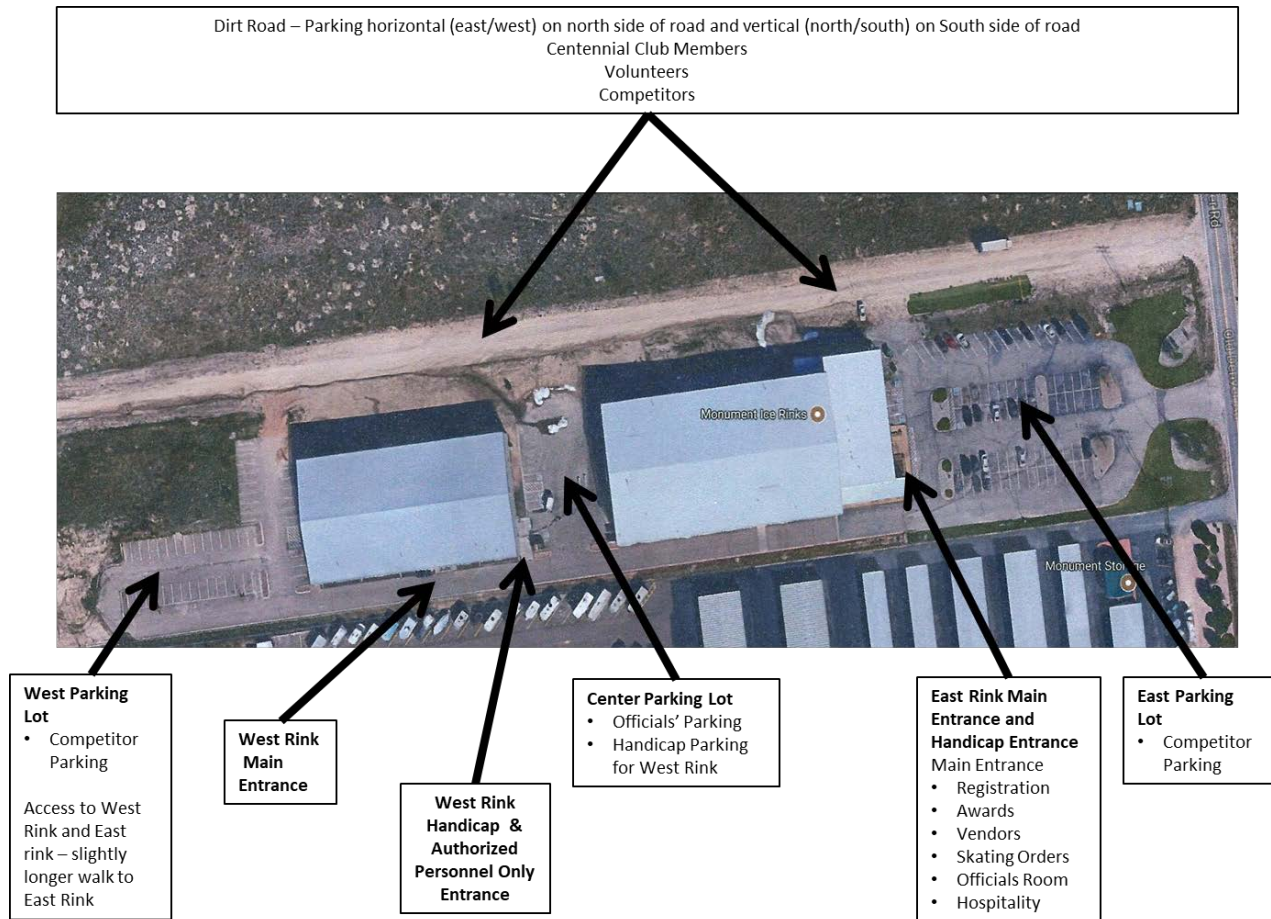 Dirt Road – Parking horizontal (east/west) on north side of road and vertical (north/south) on South side of road
Centennial Club Members
Volunteers
Competitors
Monument Ice Rinks
Monument Storage
West Parking
Lot
• Competitor
Parking
Access to West
Rink and East
rink – slightly
longer walk to
East Rink
West Rink
Main
Entrance
West Rink
Handicap & 
Authorized
Personnel Only
Entrance
Center Parking Lot
• Officials’ Parking
• Handicap Parking
for West Rink
East Rink Main
Entrance and
Handicap Entrance
Main Entrance
• Registration
• Awards
• Vendors
• Skating Orders
• Officials Room
• Hospitality
East Parking
Lot
• Competitor
Parking